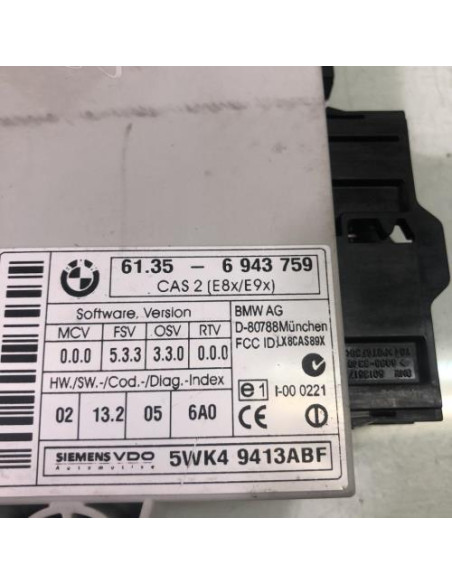 61.35 - 6 943 759
CAS 2 (E8x/E9x)
Software, Version
MCV FSV OSV RTV
0.0.0 5.3.3 3.3.0 0.0.0
HW./SW.-/Cod.-/Diag.-Index
02 13.2 05 6A0
BMW AG
D-80788München
FCC ID:LX8CAS89X
e1 I-00 0221
CE
SIEMENS VDO
Automotive
5WK4 9413ABF